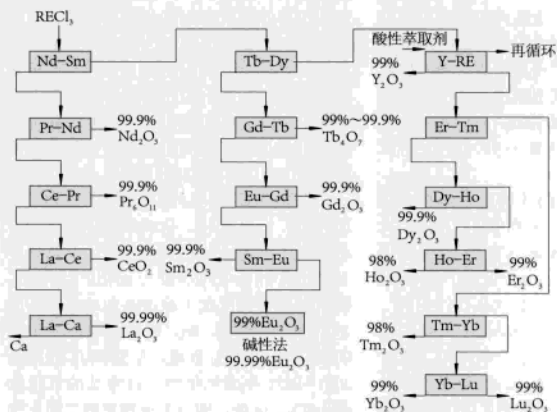 RECl₃
Nd-Sm
Pr-Nd
99.9%
Nd₂O₃
Ce-Pr
99.9%
Pr₆O₁₁
La-Ce
99.9%
CeO₂
La-Ca
Ca
99.99%
La₂O₃
Tb-Dy
Gd-Tb
99%～99.9%
Tb₄O₇
Eu-Gd
99.9%
Gd₂O₃
99.9%
Sm₂O₃
Sm-Eu
99%Eu₂O₃
碱性法
99.99%Eu₂O₃
酸性萃取剂
99%
Y₂O₃
Y-RE
再循环
Er-Tm
Dy-Ho
99.9%
Dy₂O₃
98%
Ho₂O₃
Ho-Er
99%
Er₂O₃
98%
Tm₂O₃
Tm-Yb
99%
Yb₂O₃
Yb-Lu
99%
Lu₂O₃